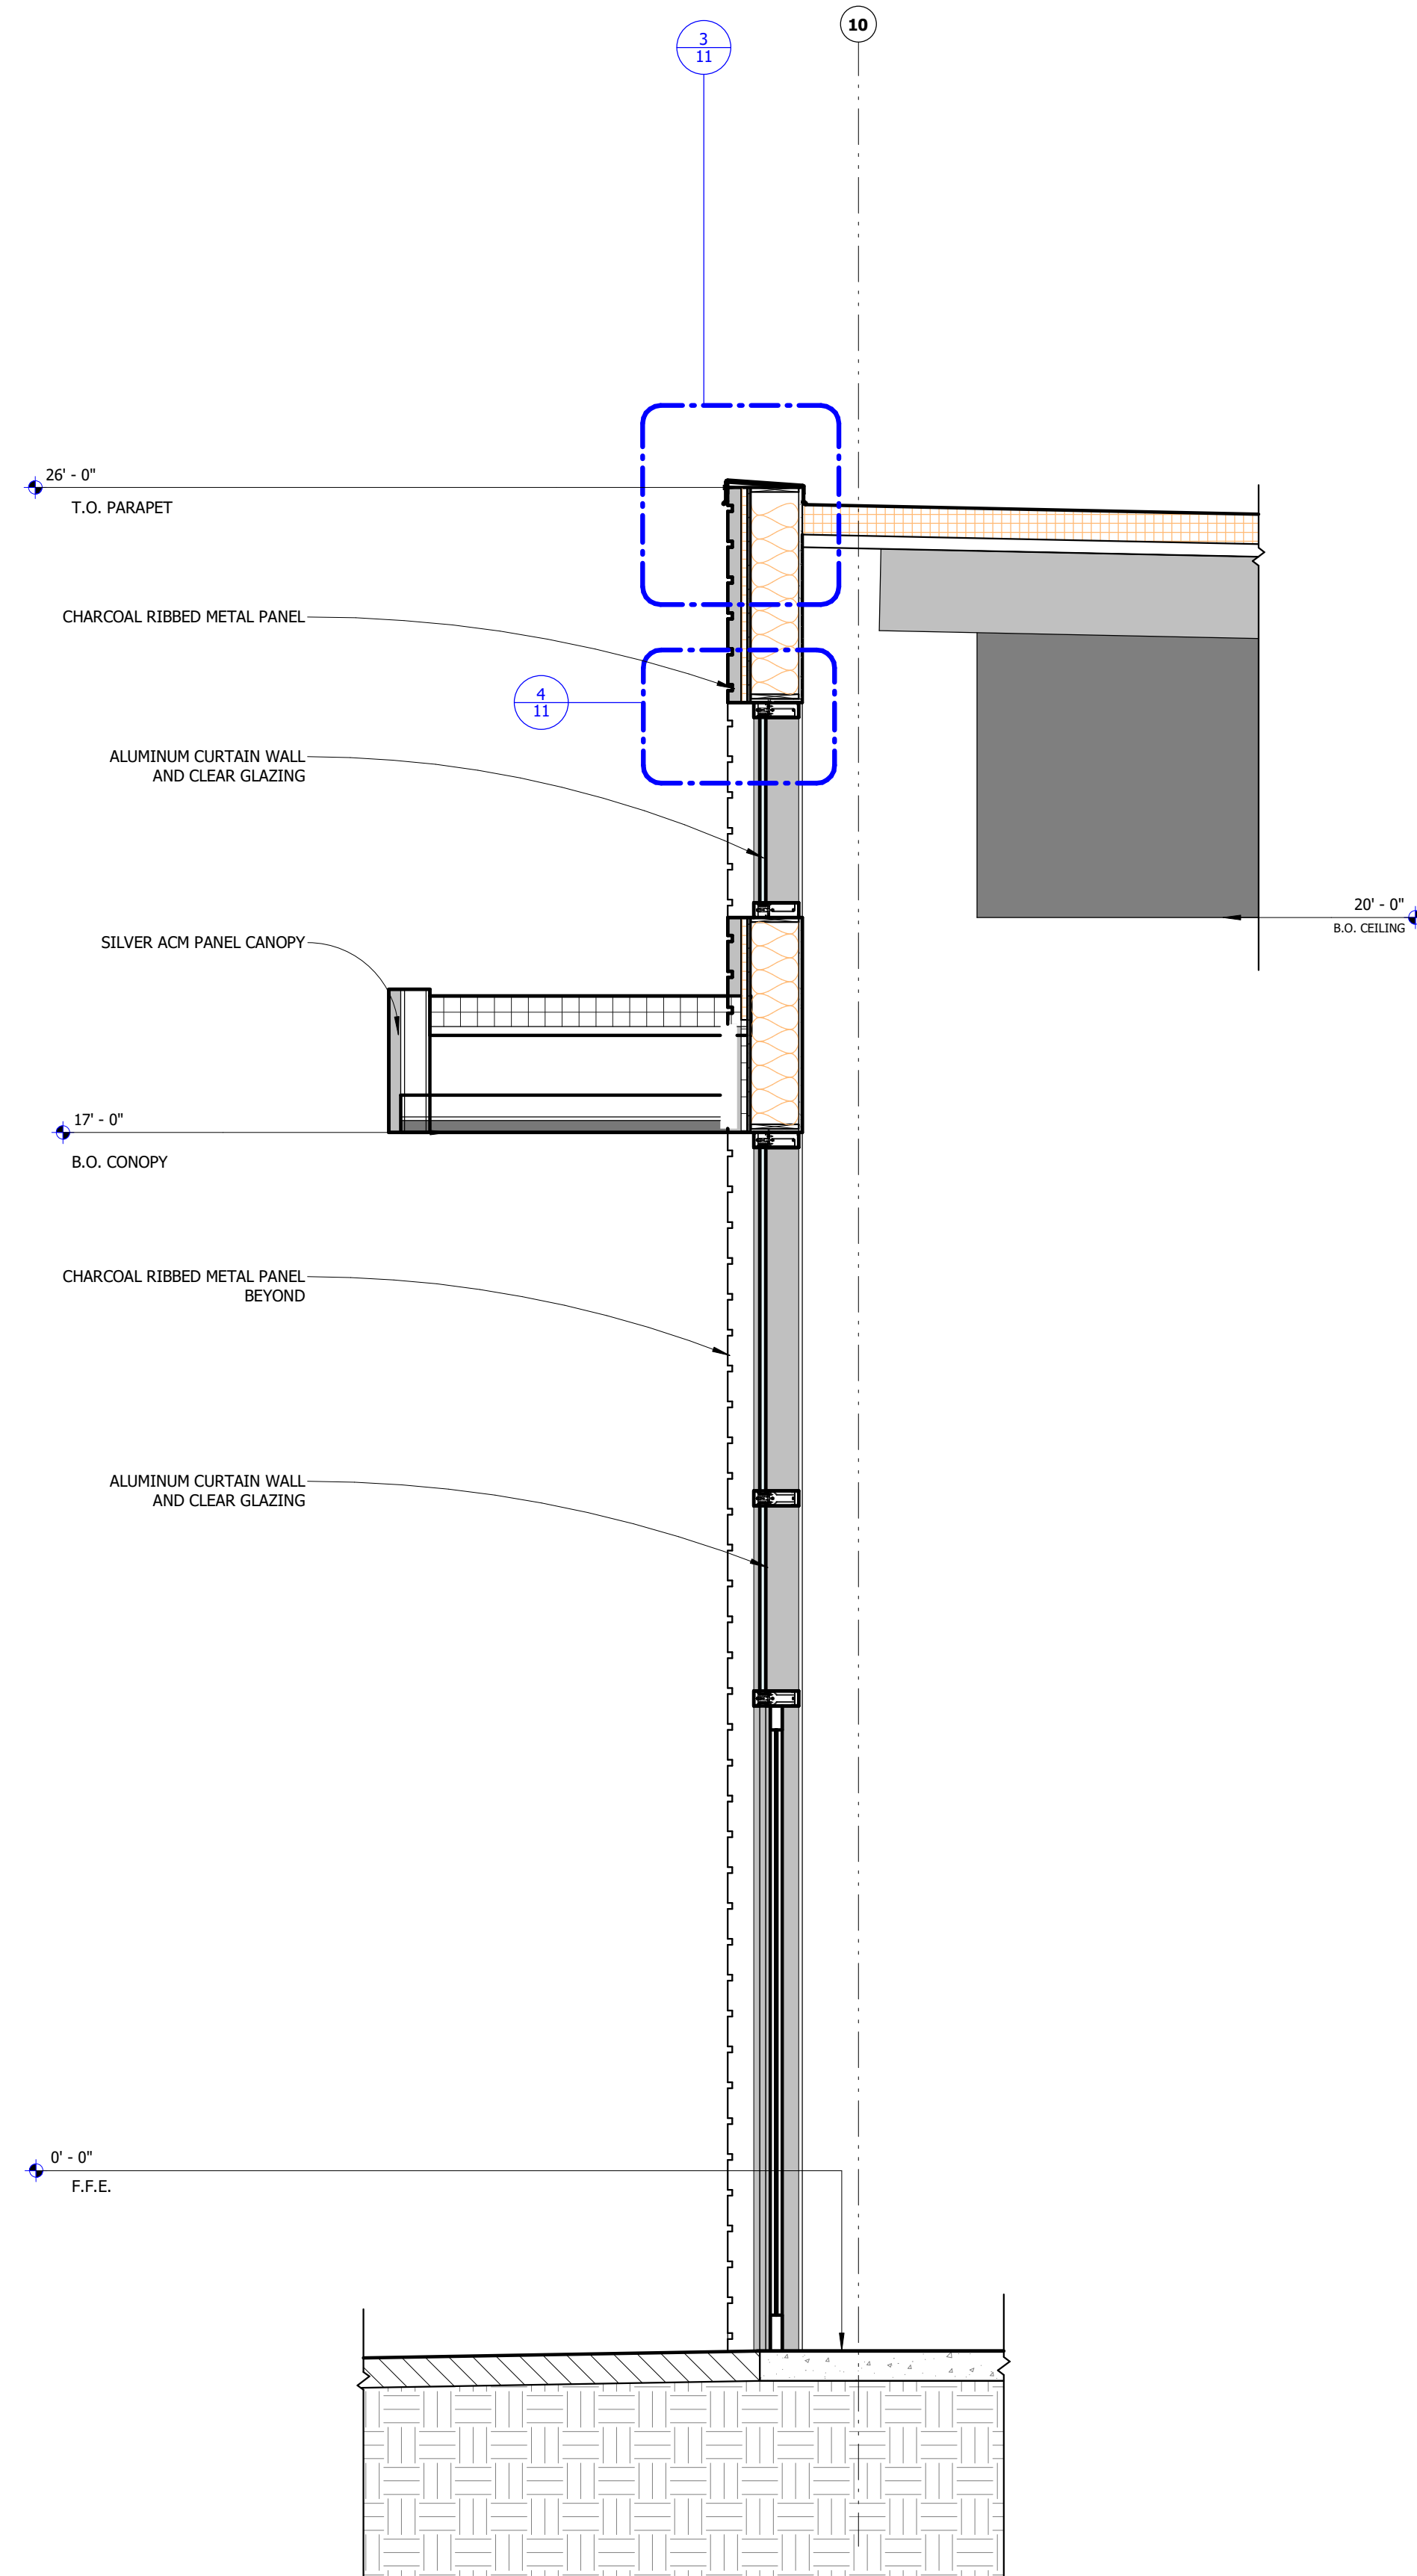 10
3
11
26' - 0"
T.O. PARAPET
CHARCOAL RIBBED METAL PANEL
4
11
ALUMINUM CURTAIN WALL
AND CLEAR GLAZING
20' - 0"
B.O. CEILING
SILVER ACM PANEL CANOPY
17' - 0"
B.O. CONOPY
CHARCOAL RIBBED METAL PANEL
BEYOND
ALUMINUM CURTAIN WALL
AND CLEAR GLAZING
0' - 0"
F.F.E.